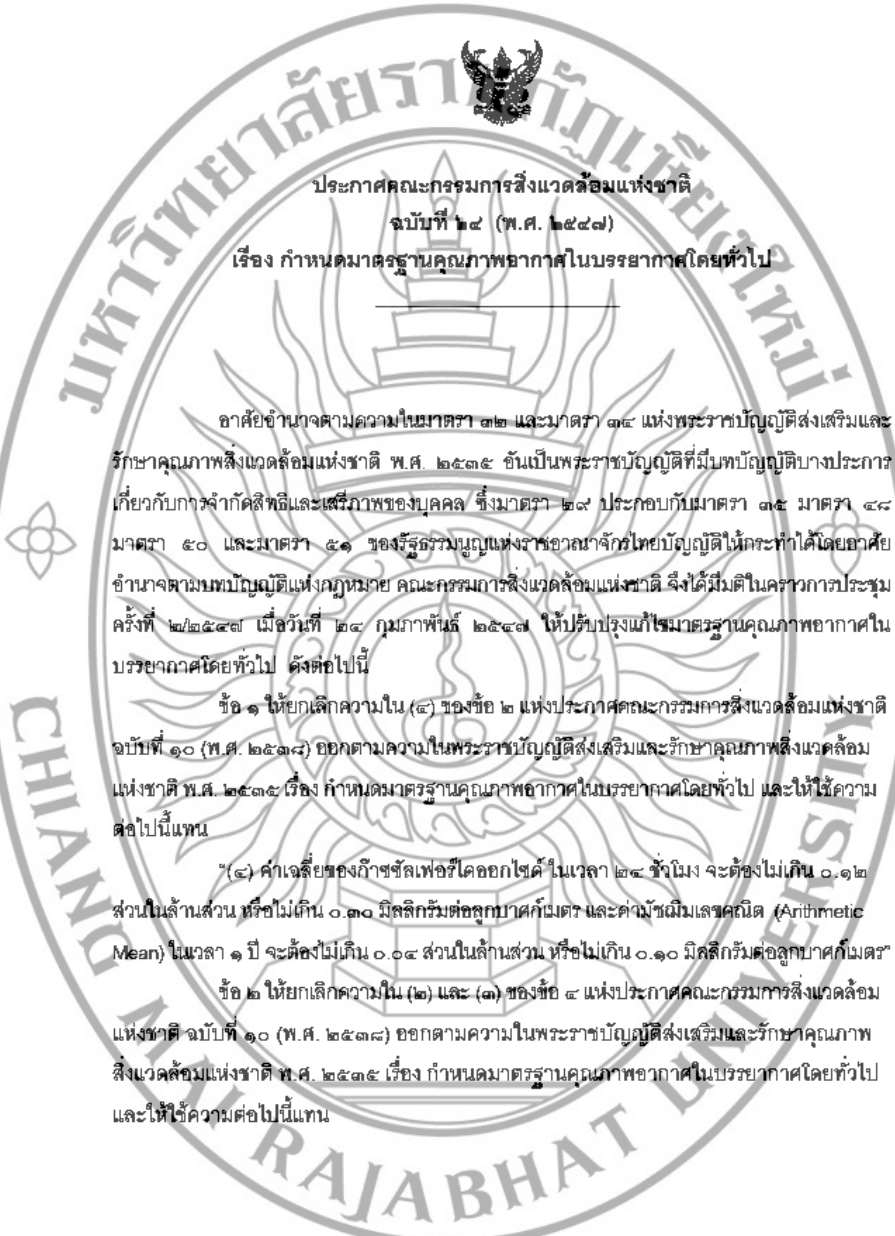 มหาวิทยาลัยราชภัฏเชียงใหม่
ประกาศคณะกรรมการสิ่งแวดล้อมแห่งชาติ
ฉบับที่ ๒๔ (พ.ศ. ๒๕๔๗)
เรื่อง กำหนดมาตรฐานคุณภาพอากาศในบรรยากาศโดยทั่วไป
อาศัยอำนาจตามความในมาตรา ๓๒ และมาตรา ๓๔ แห่งพระราชบัญญัติส่งเสริมและ
รักษาคุณภาพสิ่งแวดล้อมแห่งชาติ พ.ศ. ๒๕๓๕ อันเป็นพระราชบัญญัติที่มีบทบัญญัติบางประการ
เกี่ยวกับการจำกัดสิทธิและเสรีภาพของบุคคล ซึ่งมาตรา ๒๙ ประกอบกับมาตรา ๓๕ มาตรา ๔๘
มาตรา ๕๐ และมาตรา ๕๑ ของรัฐธรรมนูญแห่งราชอาณาจักรไทยบัญญัติให้กระทำได้โดยอาศัย
อำนาจตามบทบัญญัติแห่งกฎหมาย คณะกรรมการสิ่งแวดล้อมแห่งชาติ จึงได้มีมติในคราวการประชุม
ครั้งที่ ๒/๒๕๔๗ เมื่อวันที่ ๒๔ กุมภาพันธ์ ๒๕๔๗ ให้ปรับปรุงแก้ไขมาตรฐานคุณภาพอากาศใน
บรรยากาศโดยทั่วไป ดังต่อไปนี้
ข้อ ๑ ให้ยกเลิกความใน (๔) ของข้อ ๒ แห่งประกาศคณะกรรมการสิ่งแวดล้อมแห่งชาติ
ฉบับที่ ๑๐ (พ.ศ. ๒๕๓๘) ออกตามความในพระราชบัญญัติส่งเสริมและรักษาคุณภาพสิ่งแวดล้อม
แห่งชาติ พ.ศ. ๒๕๓๕ เรื่อง กำหนดมาตรฐานคุณภาพอากาศในบรรยากาศโดยทั่วไป และให้ใช้ความ
ต่อไปนี้แทน
"(๔) ค่าเฉลี่ยของก๊าซซัลเฟอร์ไดออกไซด์ ในเวลา ๒๔ ชั่วโมง จะต้องไม่เกิน ๐.๑๒
ส่วนในล้านส่วน หรือไม่เกิน ๐.๓๐ มิลลิกรัมต่อลูกบาศก์เมตร และค่ามัชฌิมเลขคณิต (Arithmetic
Mean) ในเวลา ๑ ปี จะต้องไม่เกิน ๐.๐๔ ส่วนในล้านส่วน หรือไม่เกิน ๐.๑๐ มิลลิกรัมต่อลูกบาศก์เมตร"
ข้อ ๒ ให้ยกเลิกความใน (๒) และ (๓) ของข้อ ๔ แห่งประกาศคณะกรรมการสิ่งแวดล้อม
แห่งชาติ ฉบับที่ ๑๐ (พ.ศ. ๒๕๓๘) ออกตามความในพระราชบัญญัติส่งเสริมและรักษาคุณภาพ
สิ่งแวดล้อมแห่งชาติ พ.ศ. ๒๕๓๕ เรื่อง กำหนดมาตรฐานคุณภาพอากาศในบรรยากาศโดยทั่วไป
และให้ใช้ความต่อไปนี้แทน
CHIANG MAI RAJABHAT UNIVERSITY